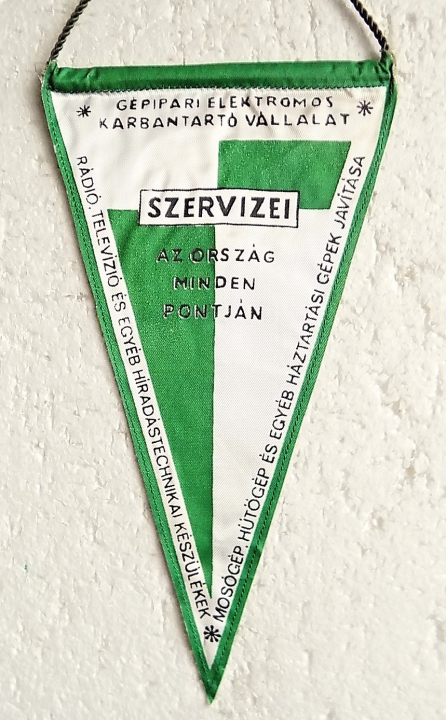 * GÉPIPARI ELEKTROMOS *
KARBANTARTÓ VÁLLALAT
SZERVIZEI
AZ ORSZÁG
MINDEN
PONTJÁN
RÁDIÓ, TELEVÍZIÓ ÉS EGYÉB HÍRADÁSTECHNIKAI KÉSZÜLÉKEK
* MOSÓGÉP, HŰTŐGÉP ÉS EGYÉB HÁZTARTÁSI GÉPEK JAVÍTÁSA